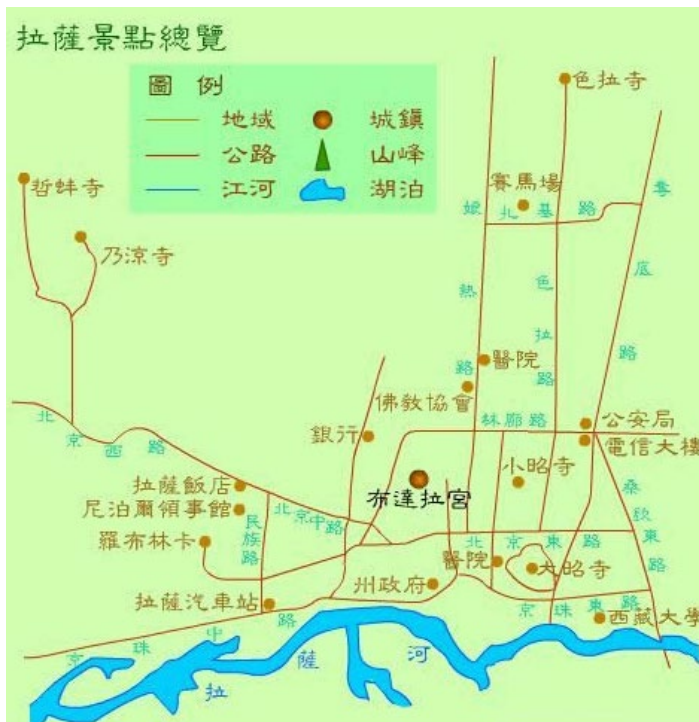 拉薩景點總覽
圖 例
地域
城鎮
公路
山峰
江河
湖泊
色拉寺
哲蚌寺
賽馬場
娘北基路
乃涼寺
奪底路
熱路
色拉路
醫院
佛教協會
林廊路
公安局
銀行
電信大樓
北京西路
小昭寺
拉薩飯店
布達拉宮
尼泊爾領事館
北京中路
民族路
羅布林卡
北京東路
醫院
大昭寺
州政府
拉薩汽車站
京珠東路
西藏大學
京珠中路
拉薩河